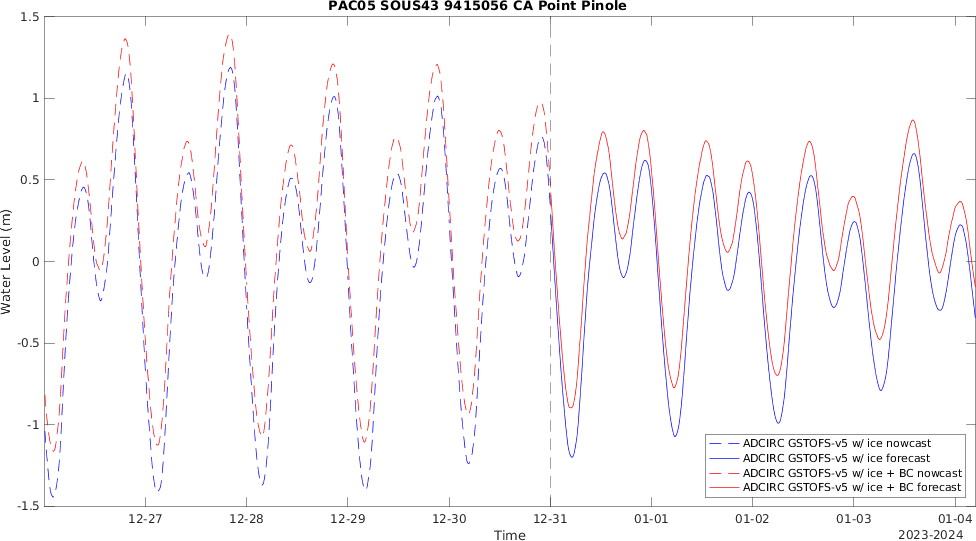 PAC05 SOUS43 9415056 CA Point Pinole
1.5
1
0.5
0
-0.5
-1
-1.5
Water Level (m)
12-27
12-28
12-29
12-30
12-31
01-01
01-02
01-03
01-04
Time
2023-2024
ADCIRC GSTOFS-v5 w/ ice nowcast
ADCIRC GSTOFS-v5 w/ ice forecast
ADCIRC GSTOFS-v5 w/ ice + BC nowcast
ADCIRC GSTOFS-v5 w/ ice + BC forecast